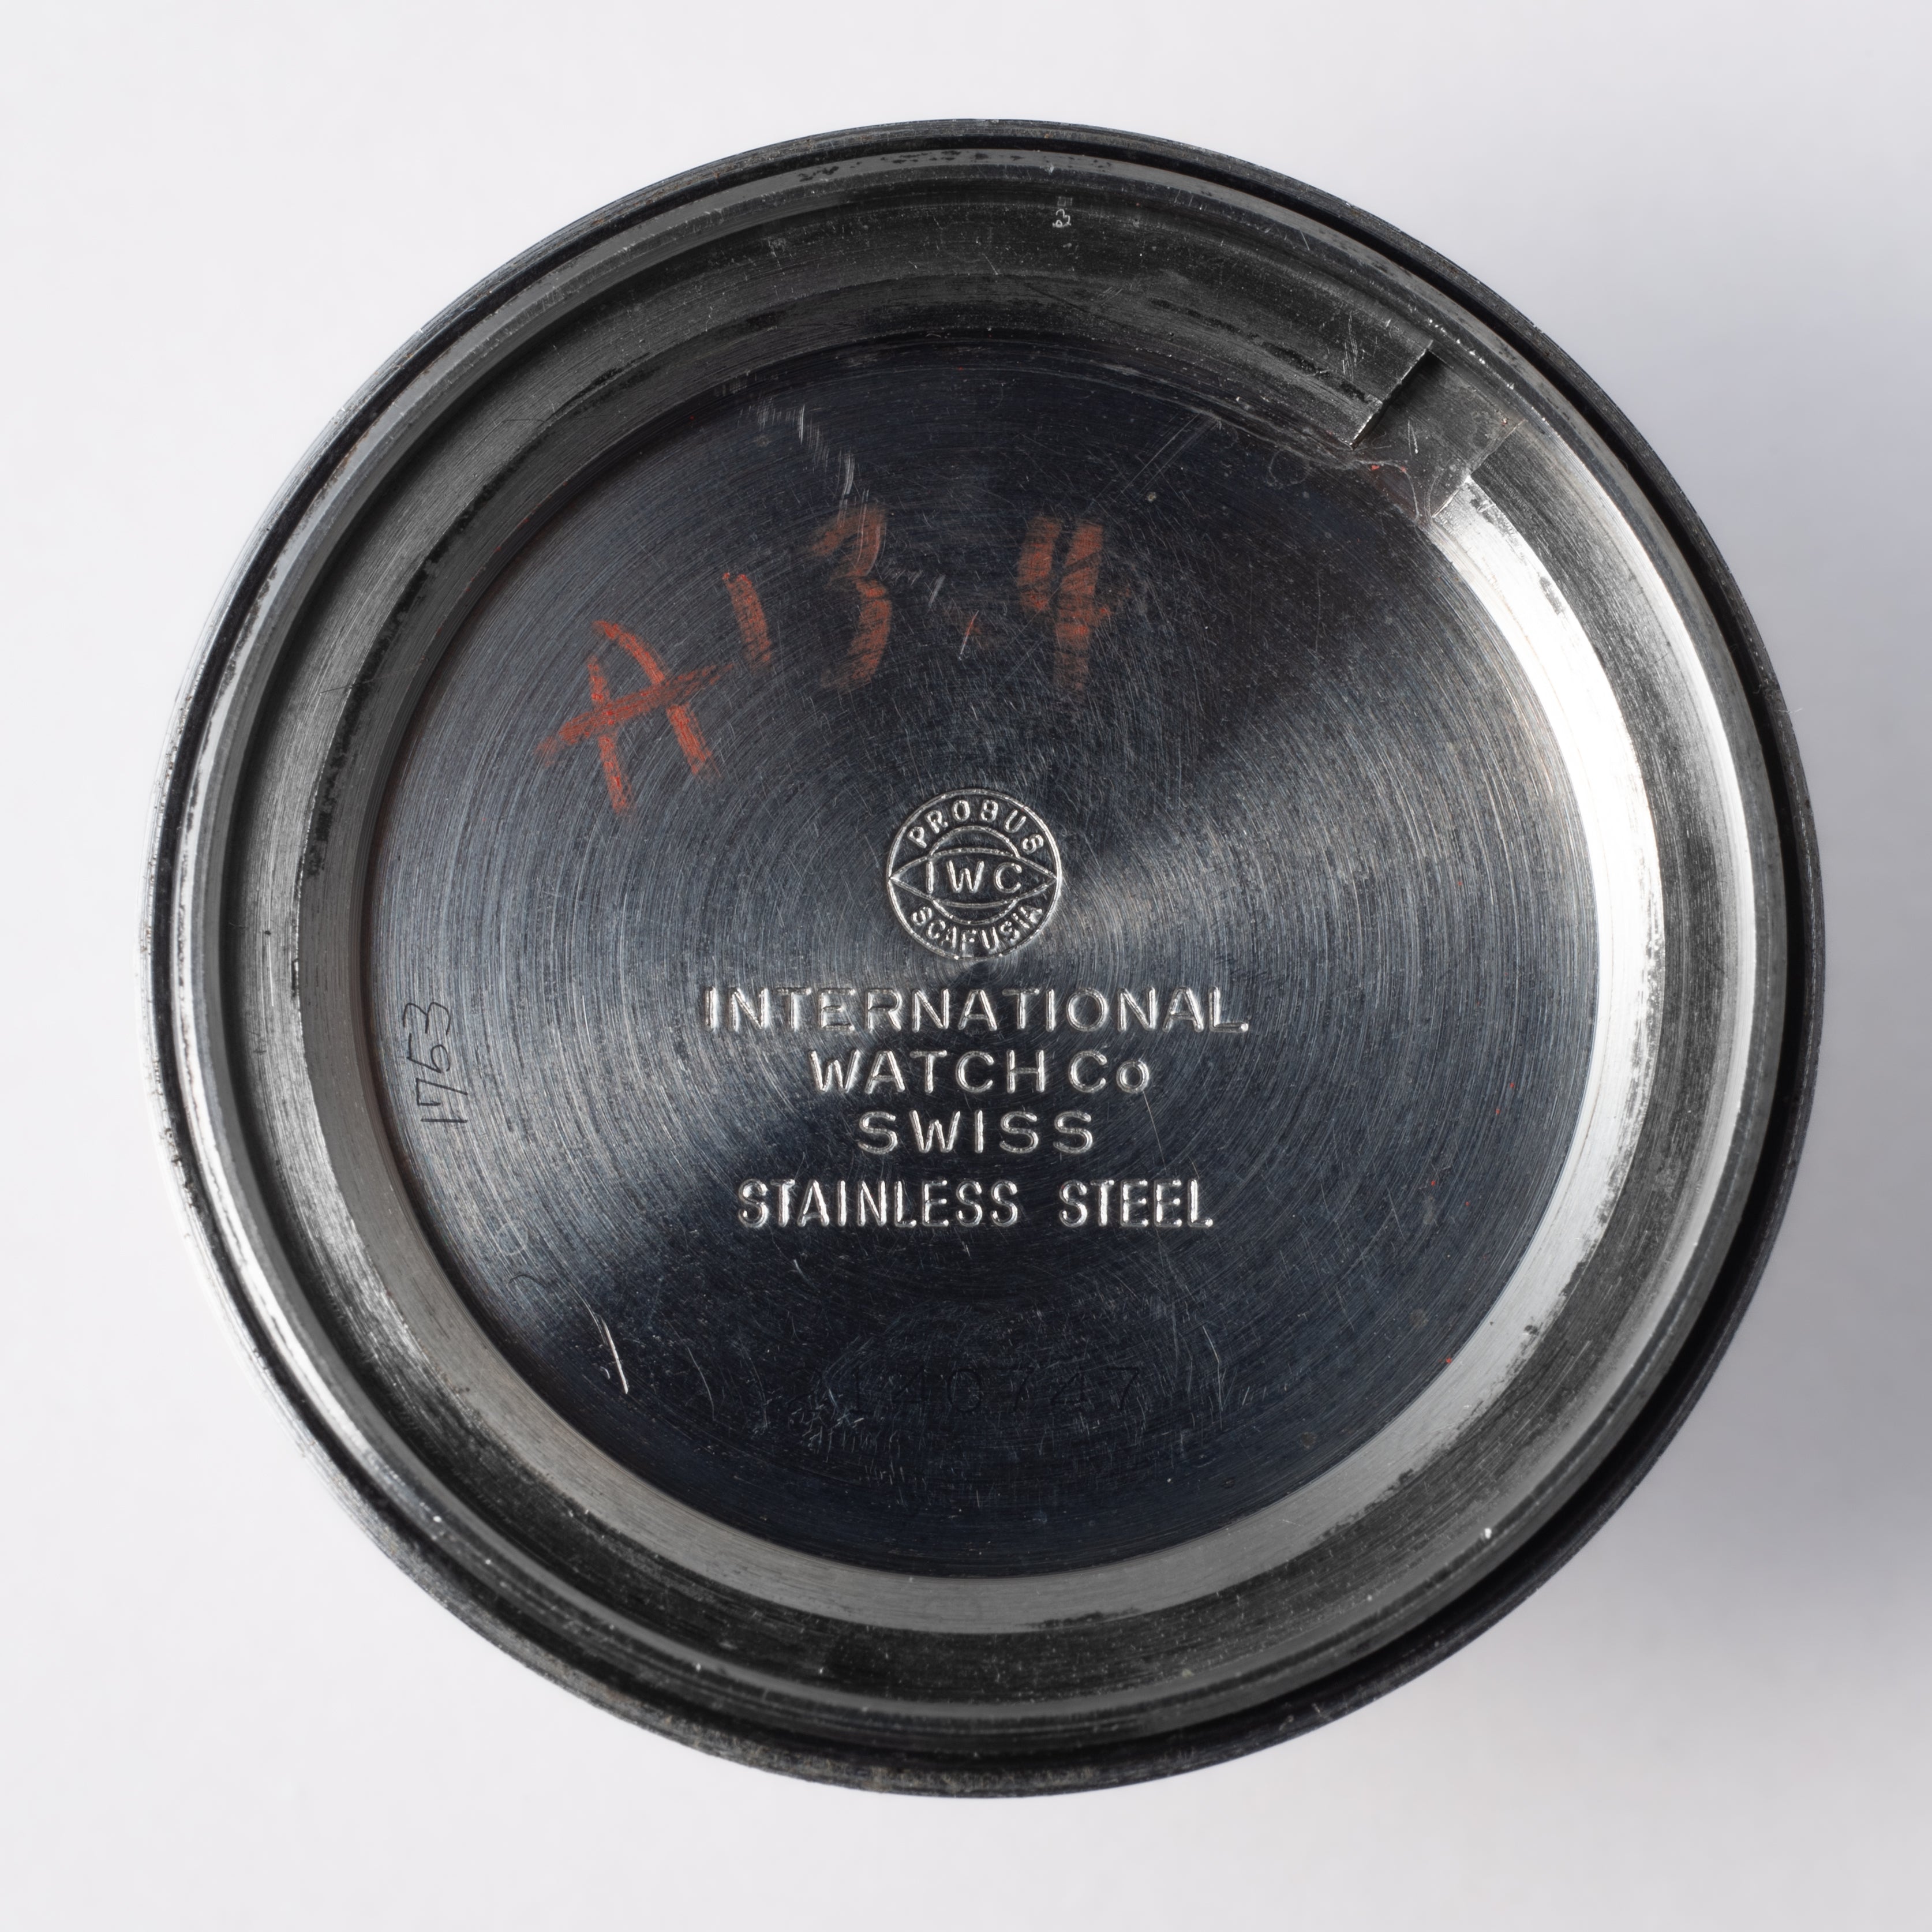 A 13.4
PROBUS
IWC
SCAFUSIA
INTERNATIONAL
WATCH Co
SWISS
STAINLESS STEEL
1763